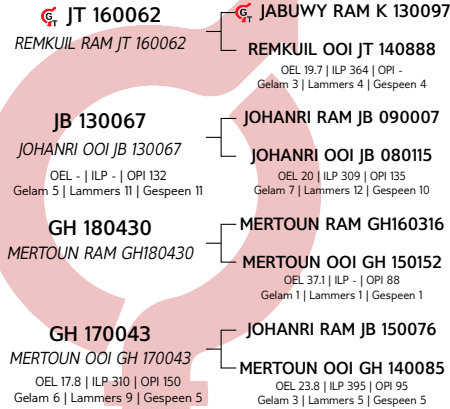 GT JT 160062
REMKUIL RAM JT 160062
GT JABUWY RAM K 130097
REMKUIL OOI JT 140888
OEL 19.7 | ILP 364 | OPI -
Gelam 3 | Lammers 4 | Gespeen 4
JB 130067
JOHANRI OOI JB 130067
OEL - | ILP - | OPI 132
Gelam 5 | Lammers 11 | Gespeen 11
JOHANRI RAM JB 090007
JOHANRI OOI JB 080115
OEL 20 | ILP 309 | OPI 135
Gelam 7 | Lammers 12 | Gespeen 10
GH 180430
MERTOUN RAM GH180430
MERTOUN RAM GH160316
MERTOUN OOI GH 150152
OEL 37.1 | ILP - | OPI 88
Gelam 1 | Lammers 1 | Gespeen 1
GH 170043
MERTOUN OOI GH 170043
OEL 17.8 | ILP 310 | OPI 150
Gelam 6 | Lammers 9 | Gespeen 5
JOHANRI RAM JB 150076
MERTOUN OOI GH 140085
OEL 23.8 | ILP 395 | OPI 95
Gelam 3 | Lammers 5 | Gespeen 5